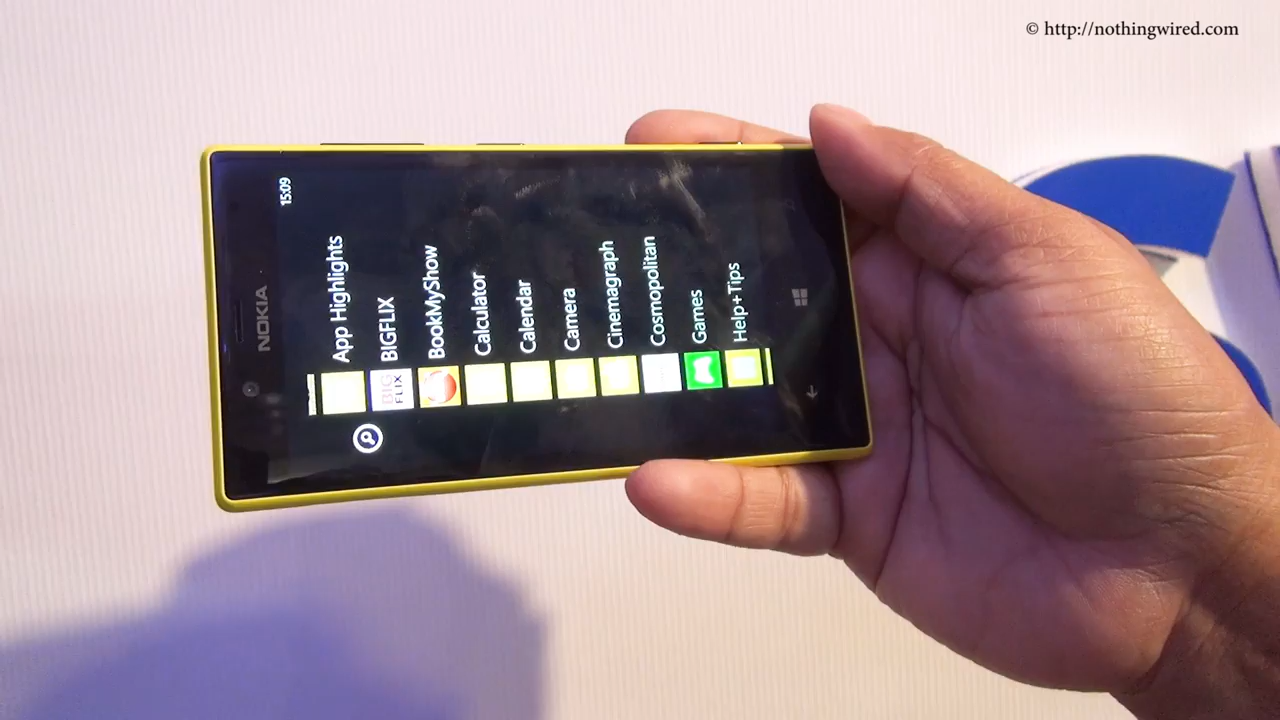 © http://nothingwired.com
NOKIA
15:09
App Highlights
BIGFLIX
BIG
FLIX
BookMyShow
Calculator
Calendar
Camera
Cinemagraph
Cosmopolitan
Games
Help+Tips